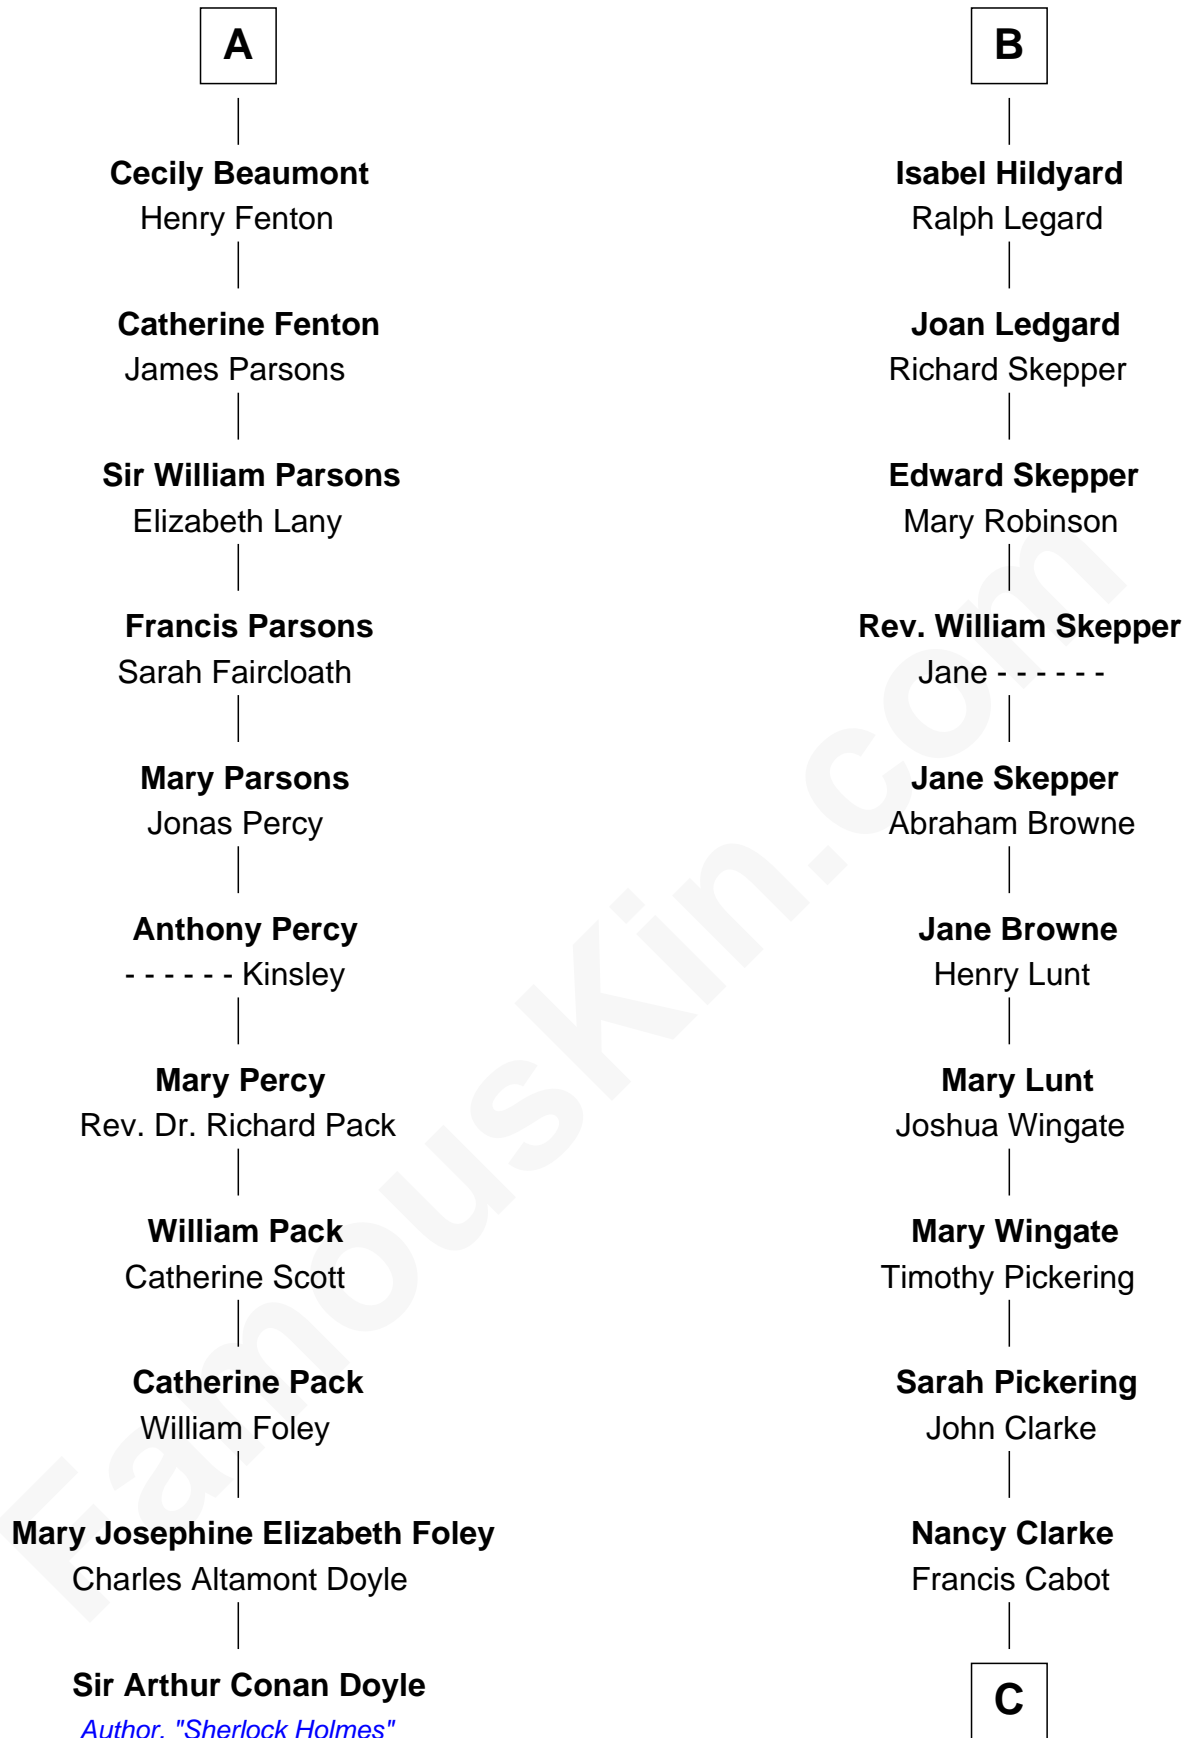 A
Cecily Beaumont
Henry Fenton
Catherine Fenton
James Parsons
Sir William Parsons
Elizabeth Lany
Francis Parsons
Sarah Faircloath
Mary Parsons
Jonas Percy
Anthony Percy
- - - - - - Kinsley
Mary Percy
Rev. Dr. Richard Pack
William Pack
Catherine Scott
Catherine Pack
William Foley
Mary Josephine Elizabeth Foley
Charles Altamont Doyle
Sir Arthur Conan Doyle
Author, "Sherlock Holmes"
B
Isabel Hildyard
Ralph Legard
Joan Ledgard
Richard Skepper
Edward Skepper
Mary Robinson
Rev. William Skepper
Jane - - - - - -
Jane Skepper
Abraham Browne
Jane Browne
Henry Lunt
Mary Lunt
Joshua Wingate
Mary Wingate
Timothy Pickering
Sarah Pickering
John Clarke
Nancy Clarke
Francis Cabot
C
FamousKin.com